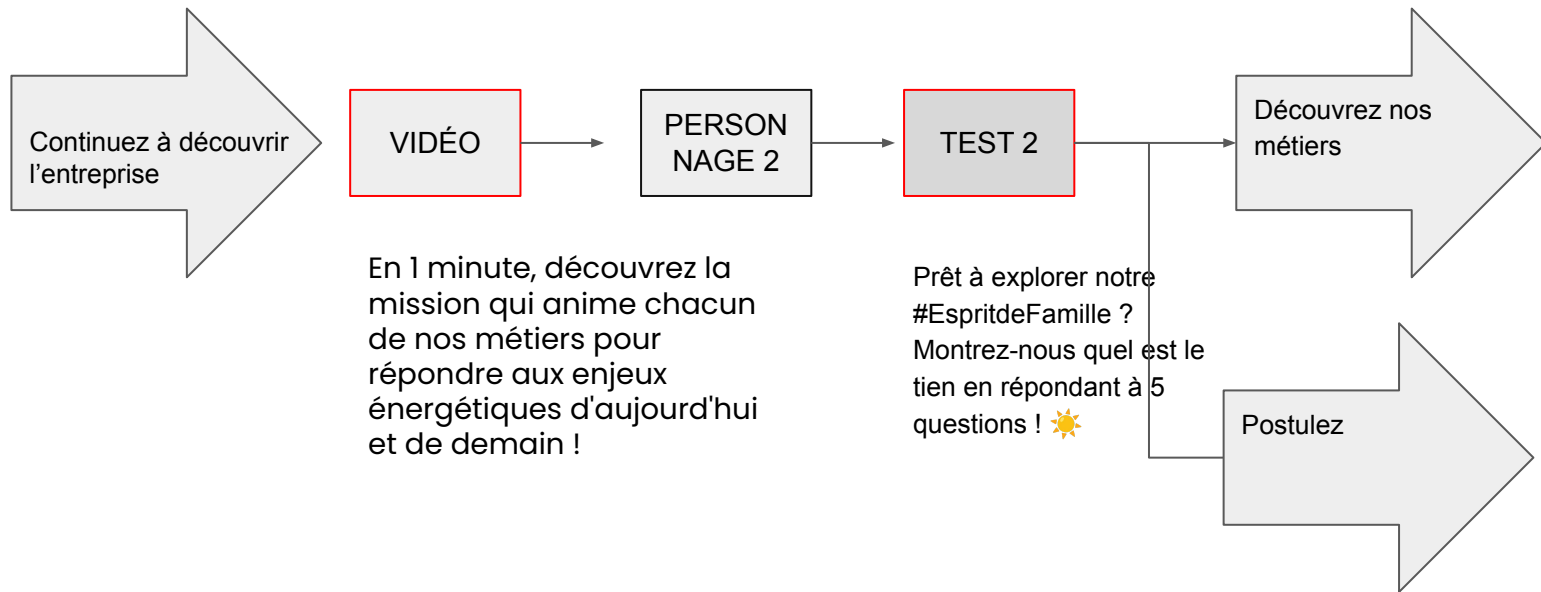 Continuez à découvrir
l’entreprise
VIDÉO
PERSON
NAGE 2
TEST 2
Découvrez nos
métiers
En 1 minute, découvrez la
mission qui anime chacun
de nos métiers pour
répondre aux enjeux
énergétiques d'aujourd'hui
et de demain !
Prêt à explorer notre
#EspritdeFamille ?
Montrez-nous quel est le
tien en répondant à 5
questions ! ☀️
Postulez